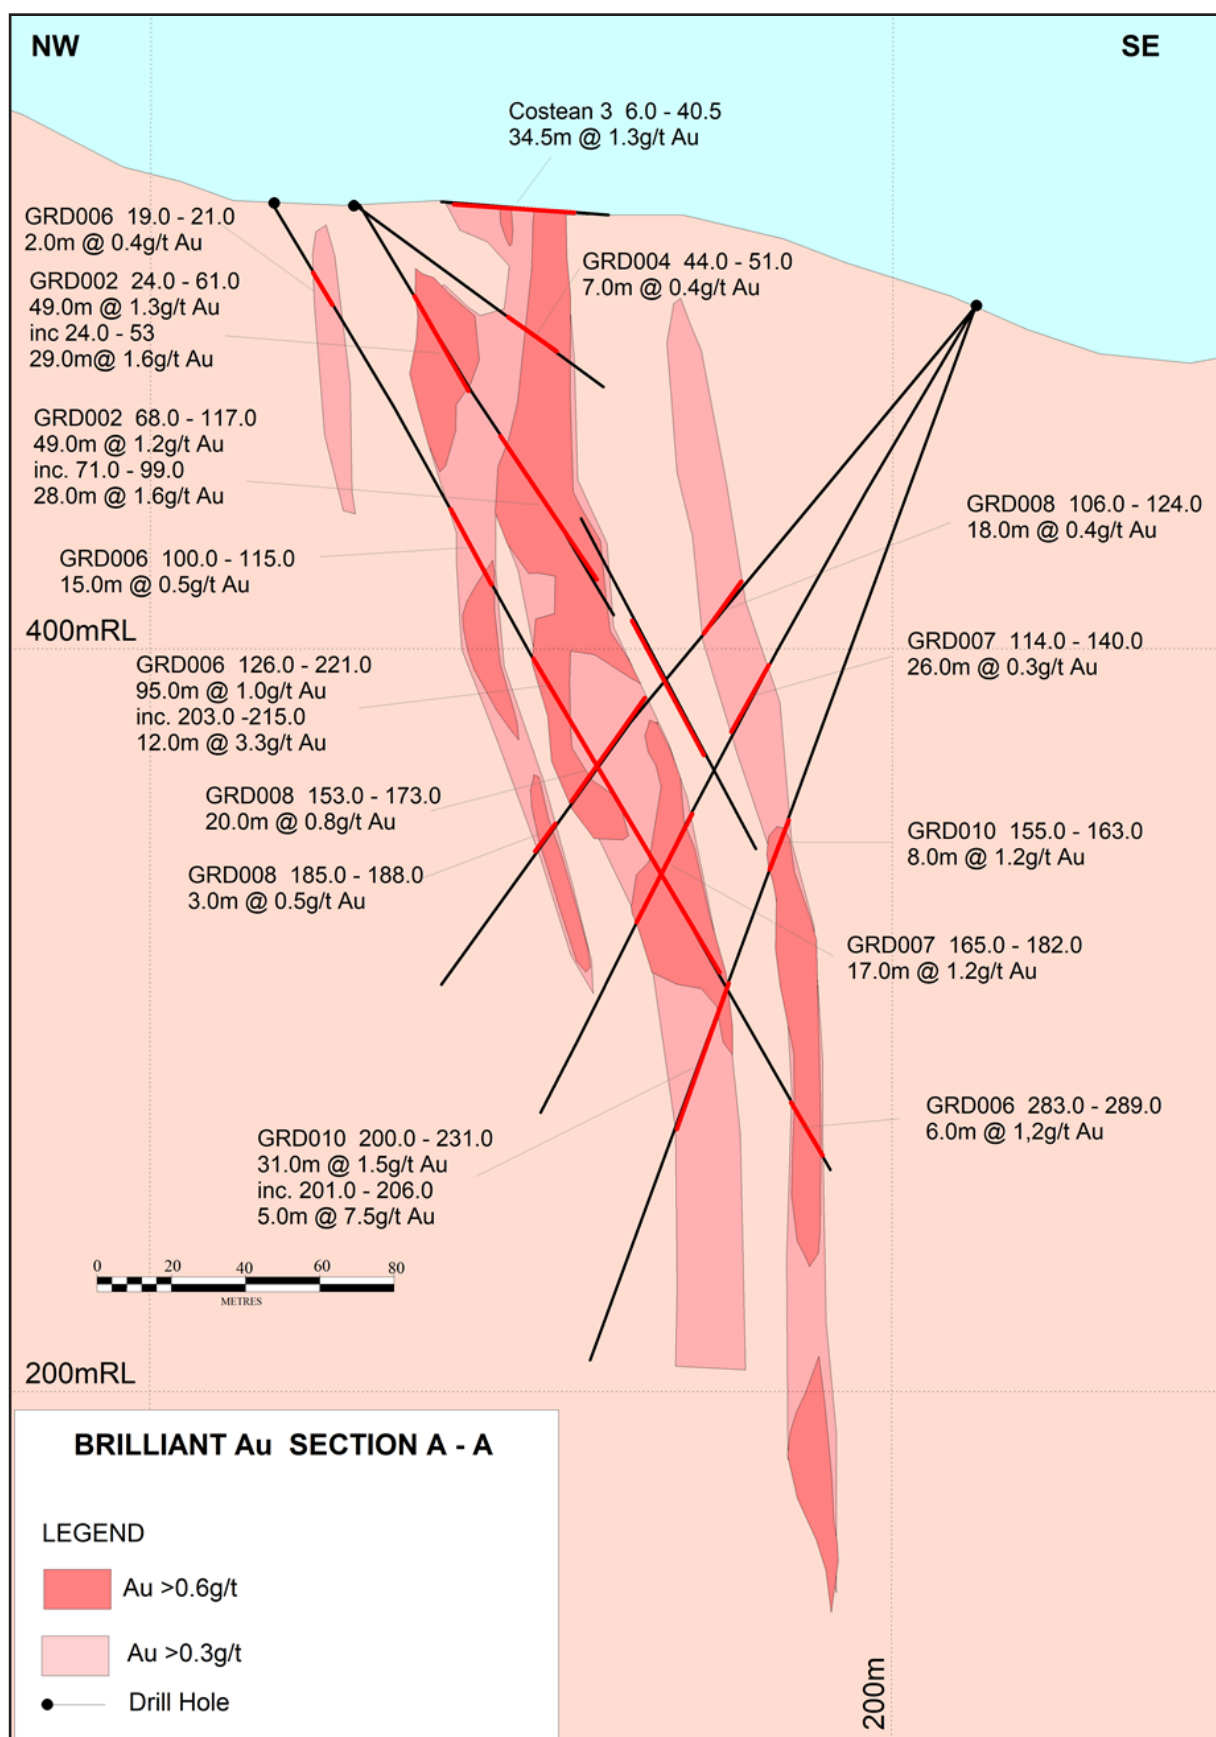 NW
SE
Costean 3 6.0 - 40.5
34.5m @ 1.3g/t Au
GRD006 19.0 - 21.0
2.0m @ 0.4g/t Au
GRD002 24.0 - 61.0
49.0m @ 1.3g/t Au
inc 24.0 - 53
29.0m@ 1.6g/t Au
GRD004 44.0 - 51.0
7.0m @ 0.4g/t Au
GRD002 68.0 - 117.0
49.0m @ 1.2g/t Au
inc. 71.0 - 99.0
28.0m @ 1.6g/t Au
GRD008 106.0 - 124.0
18.0m @ 0.4g/t Au
GRD006 100.0 - 115.0
15.0m @ 0.5g/t Au
400mRL
GRD007 114.0 - 140.0
26.0m @ 0.3g/t Au
GRD006 126.0 - 221.0
95.0m @ 1.0g/t Au
inc. 203.0 -215.0
12.0m @ 3.3g/t Au
GRD008 153.0 - 173.0
20.0m @ 0.8g/t Au
GRD010 155.0 - 163.0
8.0m @ 1.2g/t Au
GRD008 185.0 - 188.0
3.0m @ 0.5g/t Au
GRD007 165.0 - 182.0
17.0m @ 1.2g/t Au
GRD006 283.0 - 289.0
6.0m @ 1,2g/t Au
GRD010 200.0 - 231.0
31.0m @ 1.5g/t Au
inc. 201.0 - 206.0
5.0m @ 7.5g/t Au
0 20 40 60 80
METRES
200mRL
BRILLIANT Au SECTION A - A
LEGEND
Au >0.6g/t
Au >0.3g/t
Drill Hole
200m